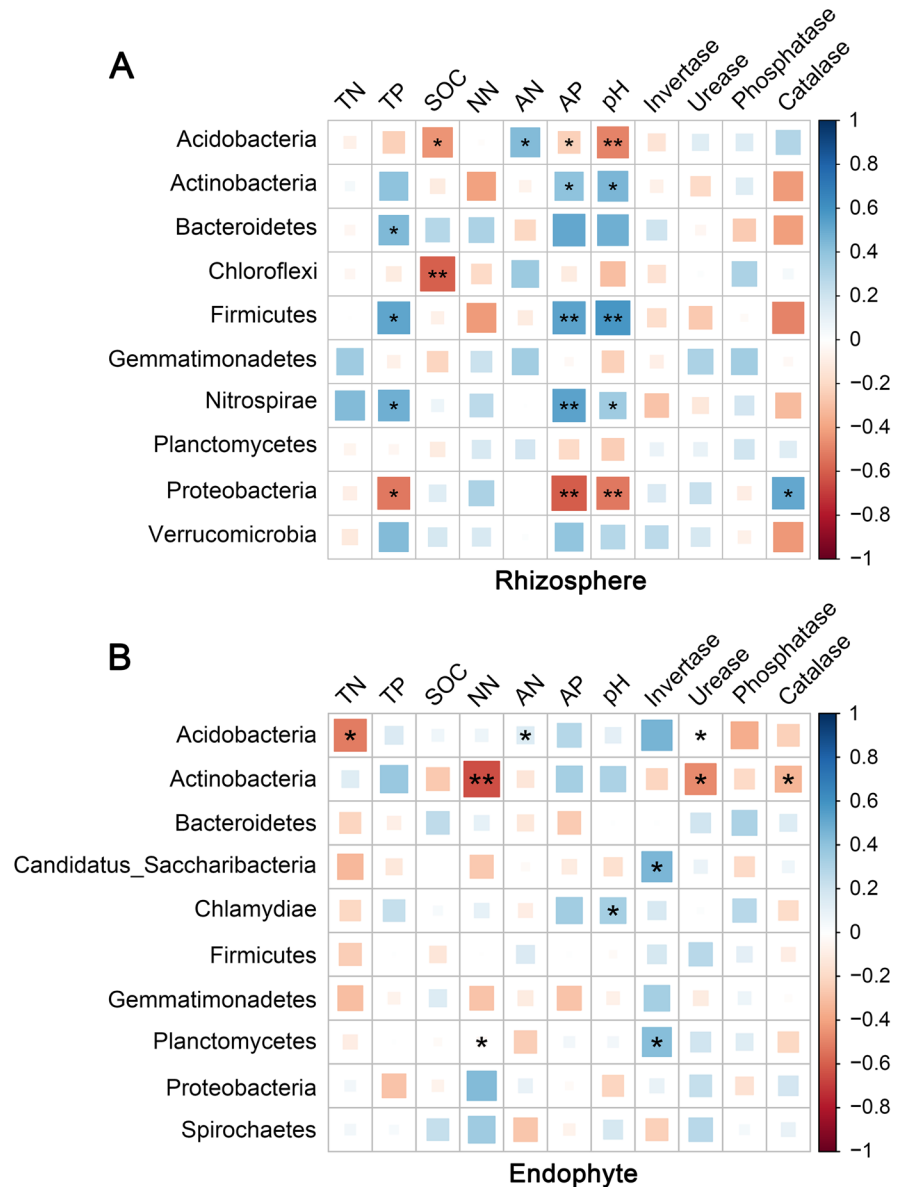 A
TN TP SOC NN AN AP pH Invertase Urease Phosphatase Catalase
Acidobacteria * * * **
Actinobacteria * *
Bacteroidetes *
Chloroflexi **
Firmicutes * ** **
Gemmatimonadetes
Nitrospirae * ** *
Planctomycetes
Proteobacteria * ** ** *
Verrucomicrobia
1
0.8
0.6
0.4
0.2
0
−0.2
−0.4
−0.6
−0.8
−1
Rhizosphere
B
TN TP SOC NN AN AP pH Invertase Urease Phosphatase Catalase
Acidobacteria * * *
Actinobacteria ** * *
Bacteroidetes
Candidatus_Saccharibacteria *
Chlamydiae *
Firmicutes
Gemmatimonadetes
Planctomycetes * *
Proteobacteria
Spirochaetes
1
0.8
0.6
0.4
0.2
0
−0.2
−0.4
−0.6
−0.8
−1
Endophyte